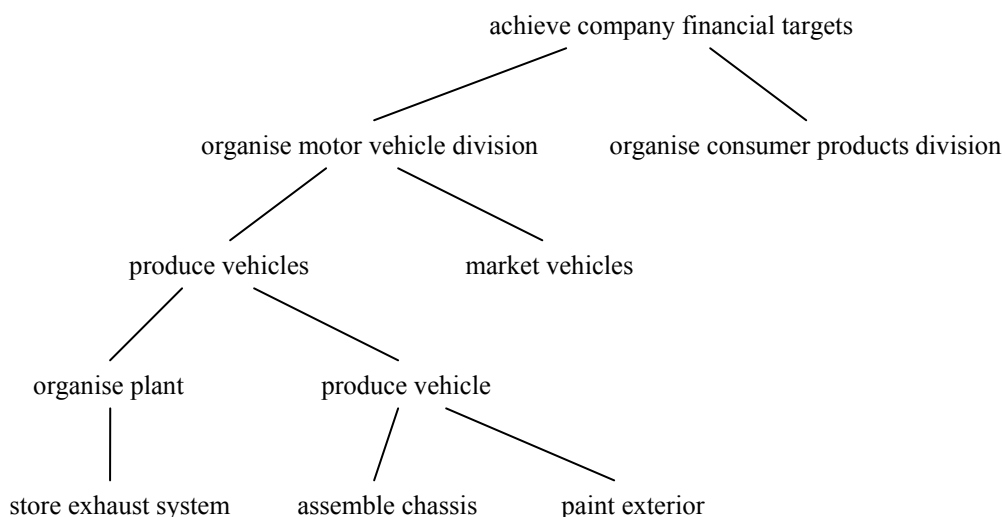 achieve company financial targets
organise motor vehicle division
organise consumer products division
produce vehicles
market vehicles
organise plant
produce vehicle
store exhaust system
assemble chassis
paint exterior